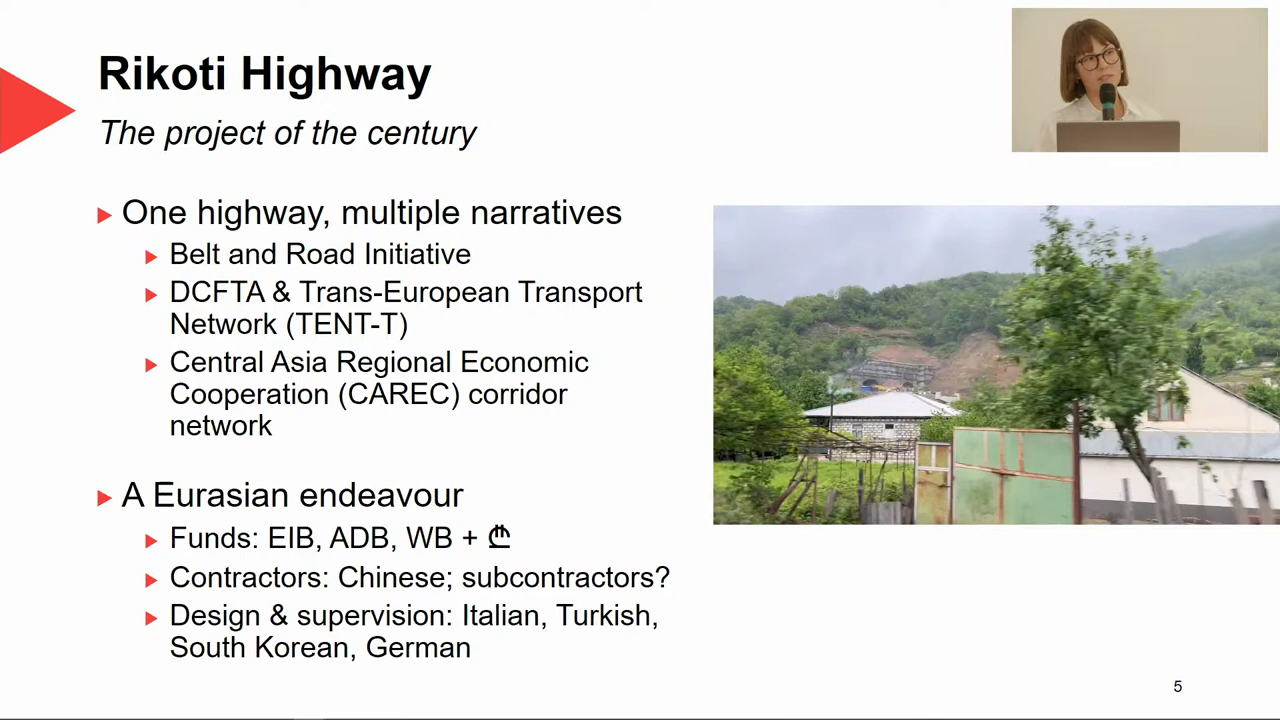 Rikoti Highway
The project of the century
One highway, multiple narratives
Belt and Road Initiative
DCFTA & Trans-European Transport
Network (TENT-T)
Central Asia Regional Economic
Cooperation (CAREC) corridor
network
A Eurasian endeavour
Funds: EIB, ADB, WB + ₾
Contractors: Chinese; subcontractors?
Design & supervision: Italian, Turkish,
South Korean, German
5